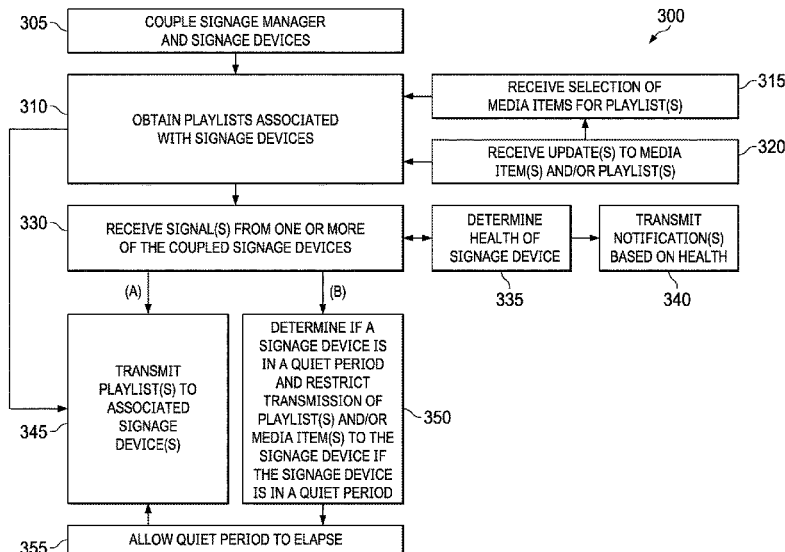 305
COUPLE SIGNAGE MANAGER
AND SIGNAGE DEVICES
300
310
OBTAIN PLAYLISTS ASSOCIATED
WITH SIGNAGE DEVICES
RECEIVE SELECTION OF
MEDIA ITEMS FOR PLAYLIST(S)
315
RECEIVE UPDATE(S) TO MEDIA
ITEM(S) AND/OR PLAYLIST(S)
320
330
RECEIVE SIGNAL(S) FROM ONE OR MORE
OF THE COUPLED SIGNAGE DEVICES
DETERMINE
HEALTH OF
SIGNAGE DEVICE
335
TRANSMIT
NOTIFICATION(S)
BASED ON HEALTH
340
(A)
(B)
TRANSMIT
PLAYLIST(S) TO
ASSOCIATED
SIGNAGE
DEVICE(S)
345
DETERMINE IF A
SIGNAGE DEVICE IS
IN A QUIET PERIOD
AND RESTRICT
TRANSMISSION OF
PLAYLIST(S) AND/OR
MEDIA ITEM(S) TO THE
SIGNAGE DEVICE IF
THE SIGNAGE DEVICE
IS IN A QUIET PERIOD
350
355
ALLOW QUIET PERIOD TO ELAPSE